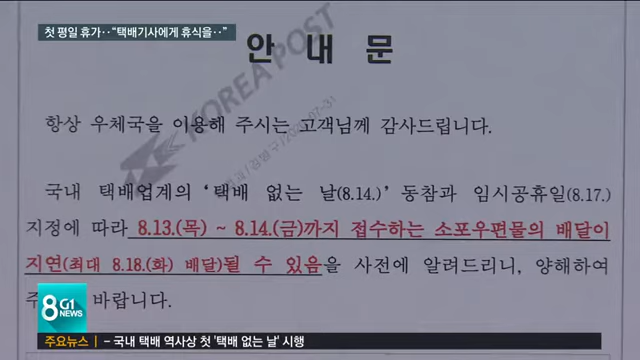 첫 평일 휴가‥"택배기사에게 휴식을‥"
안 내 문
KOREA POST
항상 우체국을 이용해 주시는 고객님께 감사드립니다.
국내 택배업계의 '택배 없는 날(8.14.)' 동참과 임시공휴일(8.17.)
지정에 따라 8.13.(목) ~ 8.14.(금)까지 접수하는 소포우편물의 배달이
지연(최대 8.18.(화) 배달)될 수 있음을 사전에 알려드리니, 양해하여
바랍니다.
8 G1
NEWS
주요뉴스 - 국내 택배 역사상 첫 '택배 없는 날' 시행